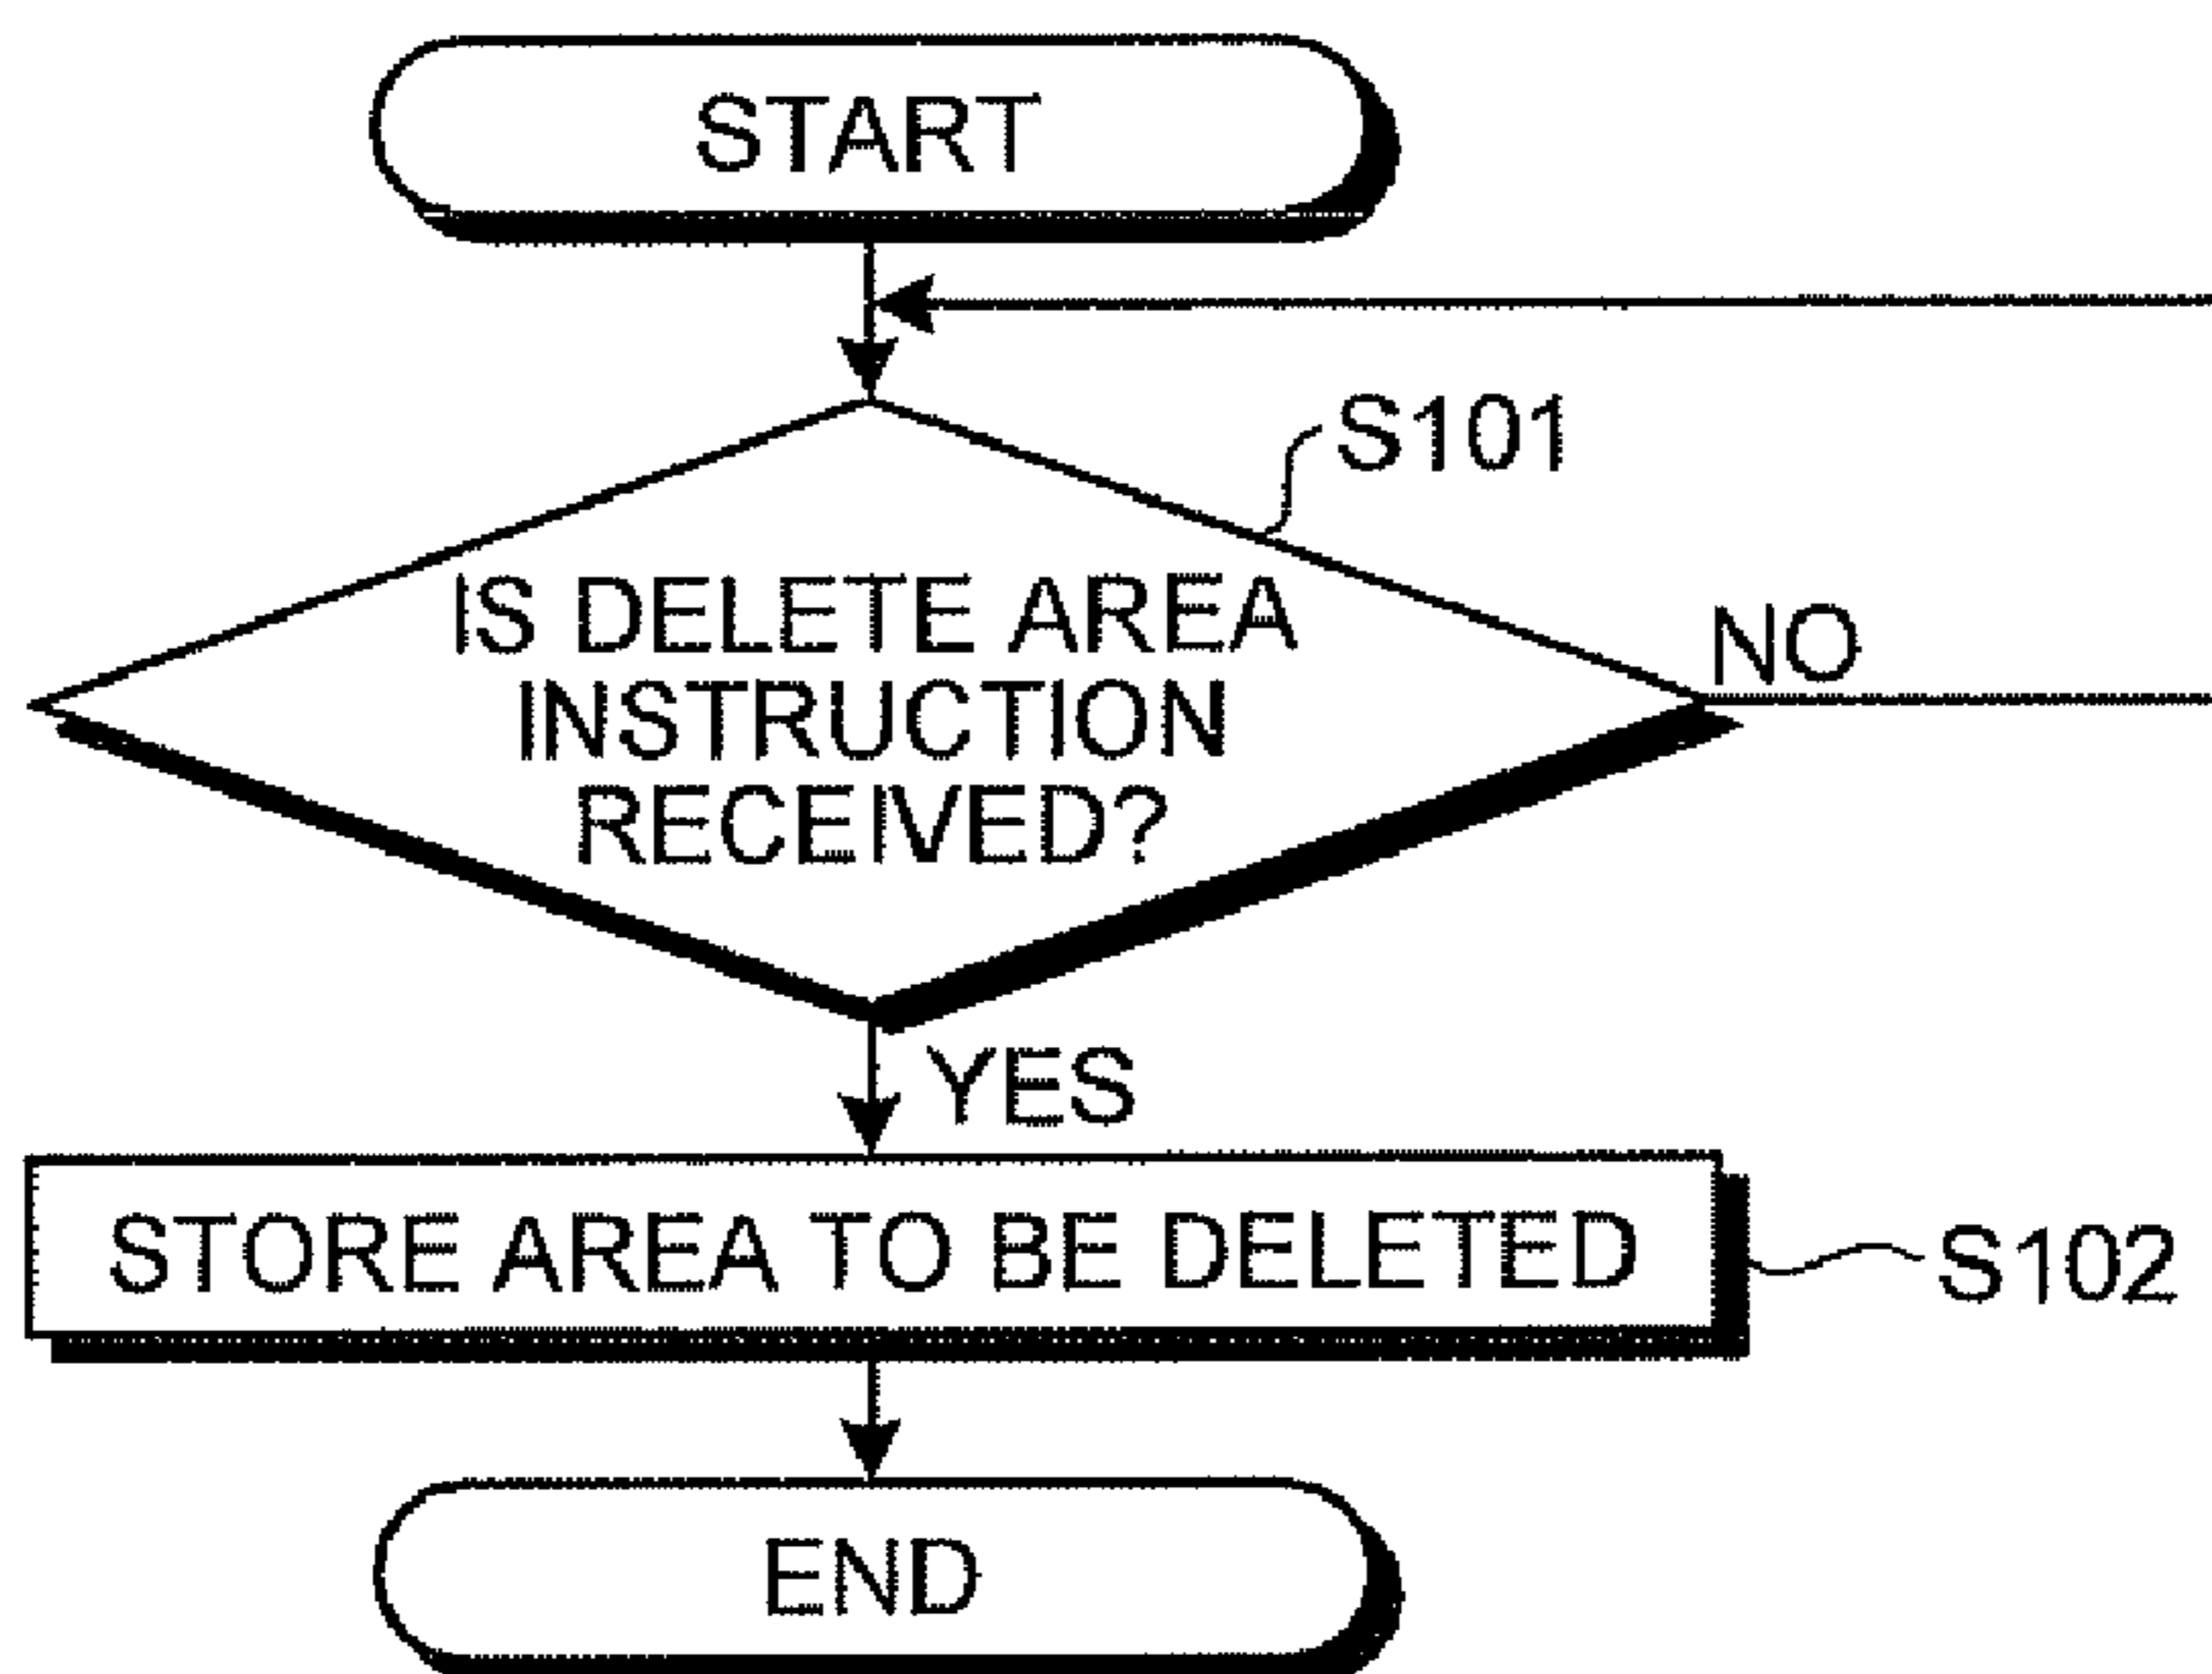 START
S101
IS DELETE AREA
INSTRUCTION
RECEIVED?
NO
YES
STORE AREA TO BE DELETED
S102
END